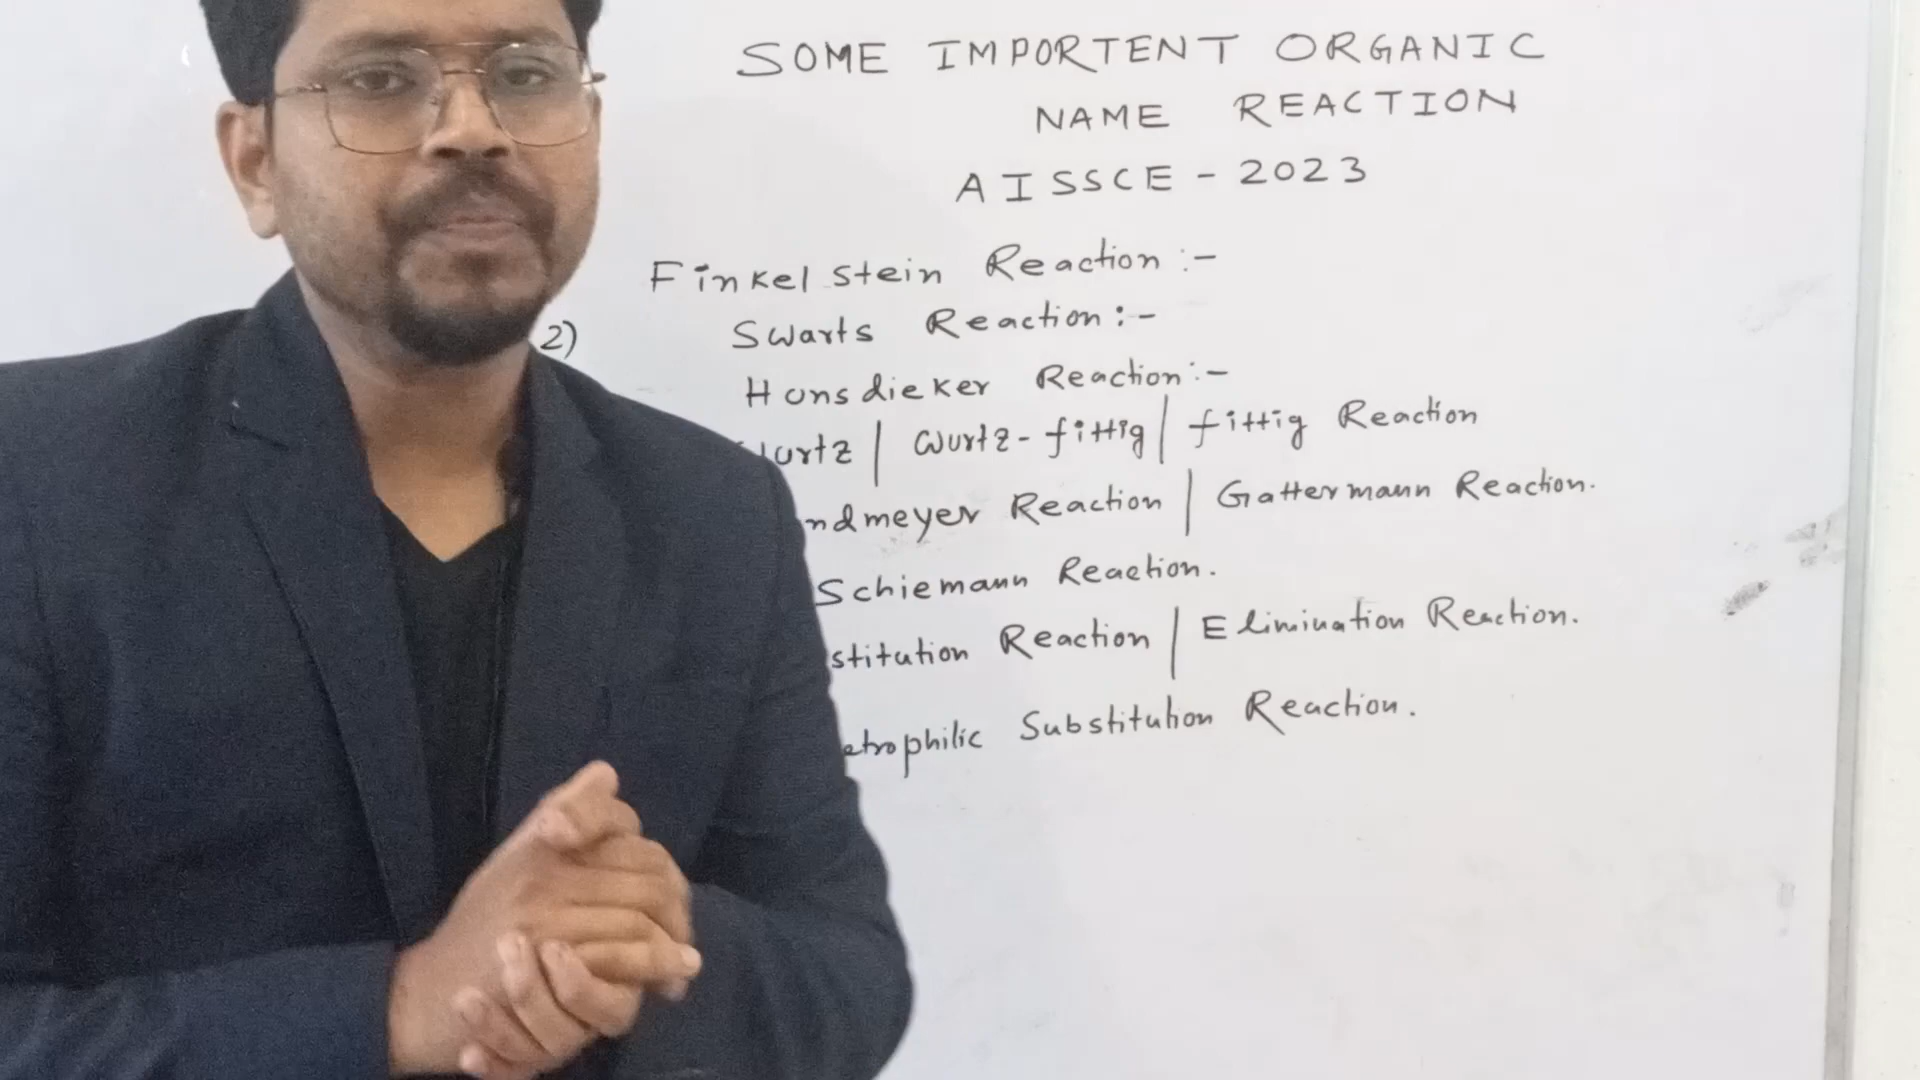 SOME IMPORTENT ORGANIC
NAME REACTION
AISSCE - 2023
Finkelstein Reaction :-
2) Swarts Reaction :-
Hunsdieker Reaction :-
urtz | Wurtz-fittig | fittig Reaction
ndmeyer Reaction | Gattermann Reaction.
Schiemann Reaction.
stitution Reaction | Elimination Reaction.
etrophilic Substitution Reaction.